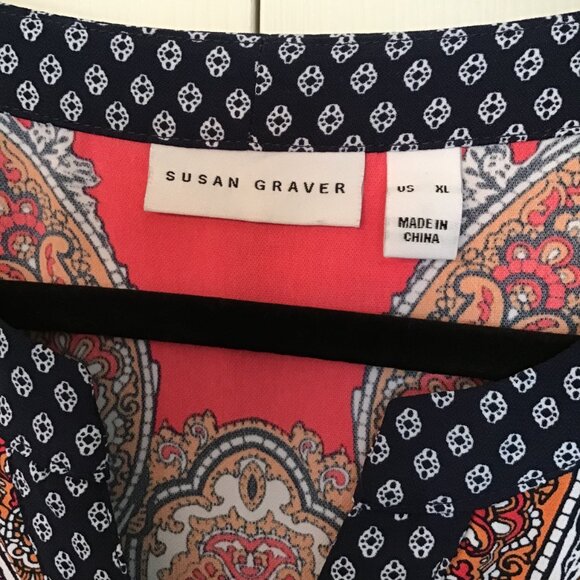 SUSAN GRAVER
US XL
MADE IN
CHINA